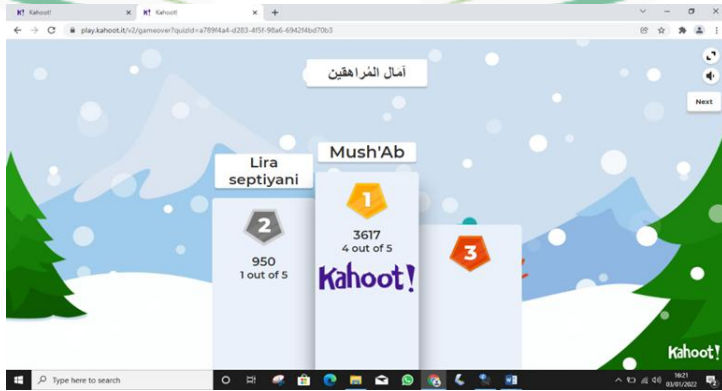 Kahoot!
Kahoot!
play.kahoot.it/v2/gameover?quizId=a789f4a4-d283-4f5f-98a6-6942f4bd70b3
آمال المُراهقين
Next
Mush'Ab
Lira
septiyani
1
3617
4 out of 5
Kahoot!
2
950
1 out of 5
3
Kahoot!
Type here to search
16:21
03/01/2022